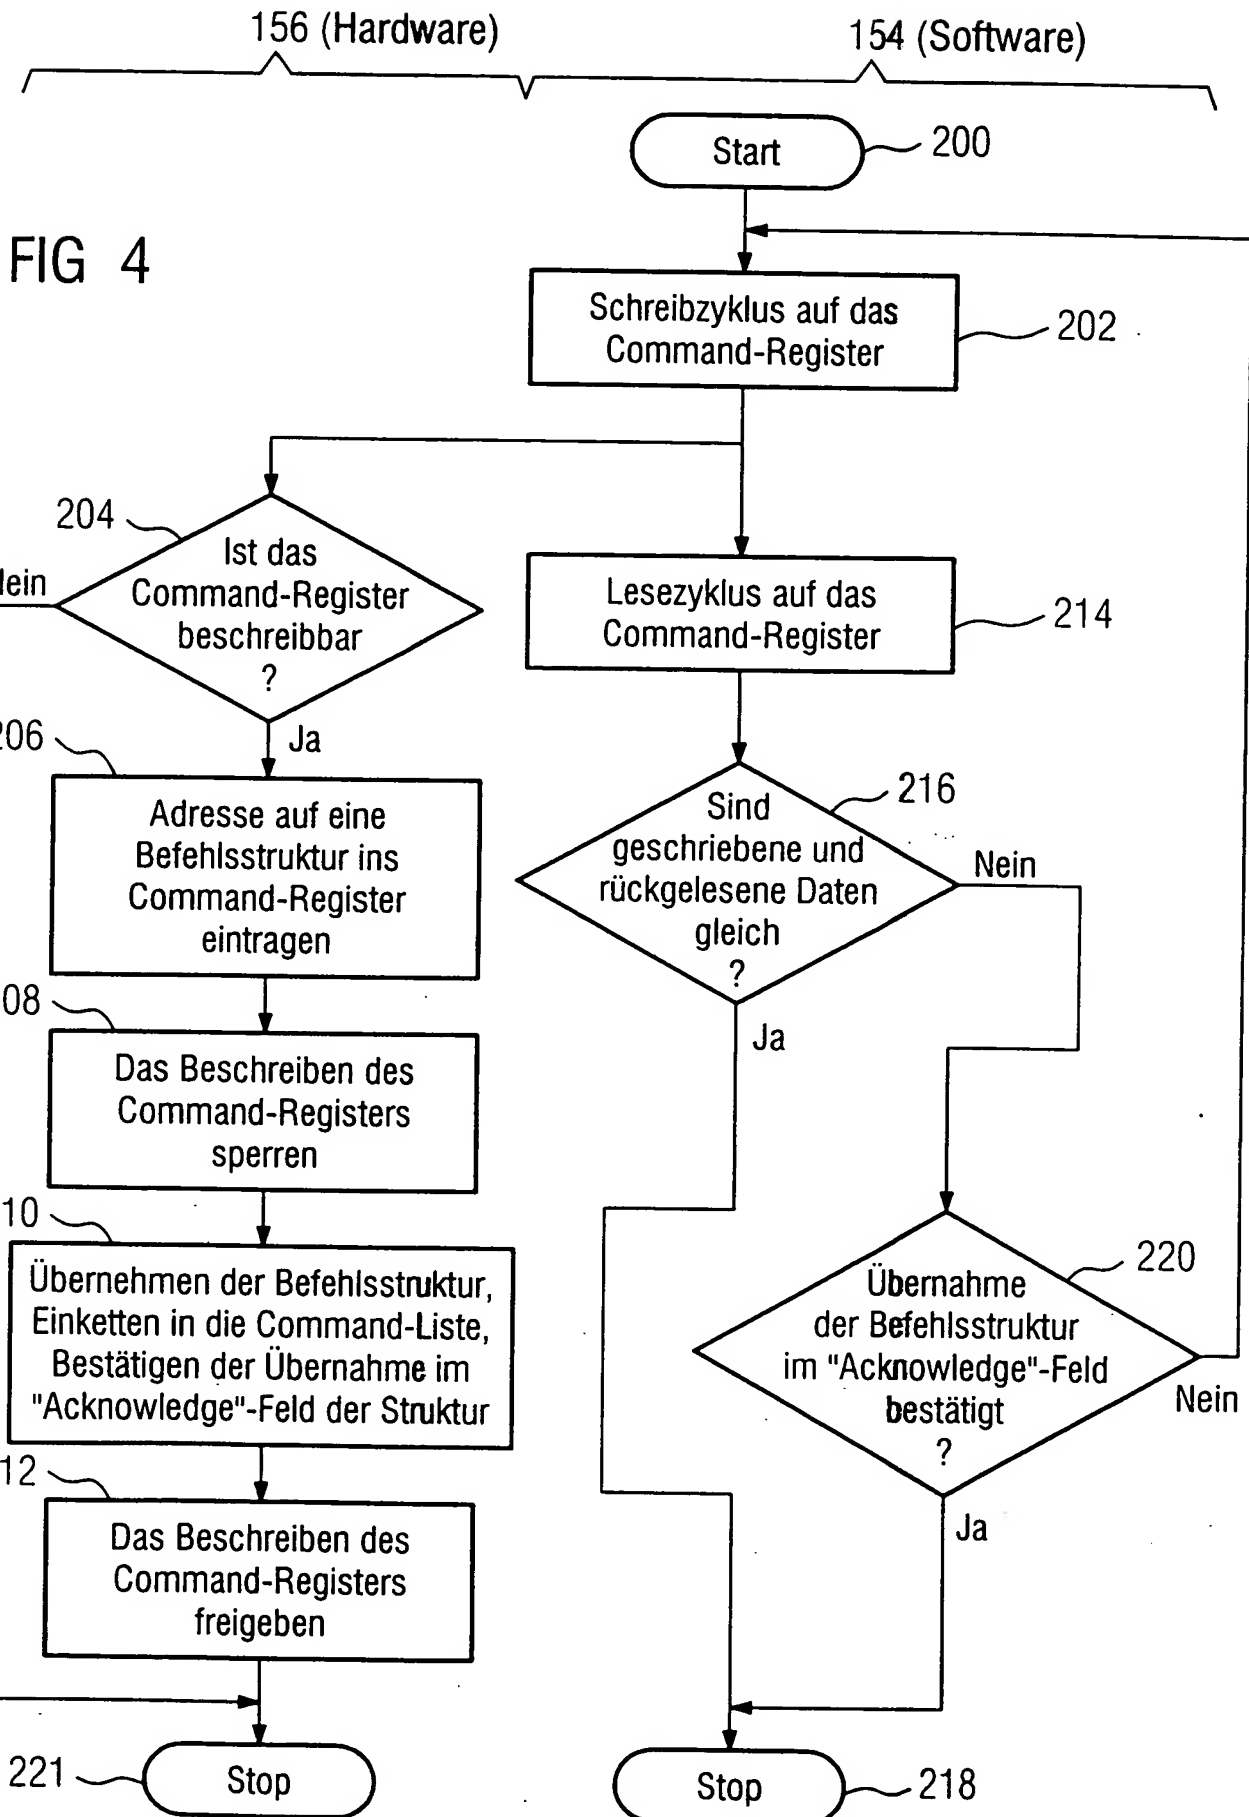 156 (Hardware)
154 (Software)
Start
200
FIG 4
Schreibzyklus auf das
Command-Register
202
204
Ist das
Command-Register
beschreibbar
?
Ja
Lesezyklus auf das
Command-Register
214
206
Adresse auf eine
Befehlsstruktur ins
Command-Register
eintragen
Sind
geschriebene und
rückgelesene Daten
gleich
?
216
Nein
Ja
08
Das Beschreiben des
Command-Registers
sperren
10
Übernehmen der Befehlsstruktur,
Einketten in die Command-Liste,
Bestätigen der Übernahme im
"Acknowledge"-Feld der Struktur
Übernahme
der Befehlsstruktur
im "Acknowledge"-Feld
bestätigt
?
220
Nein
Ja
12
Das Beschreiben des
Command-Registers
freigeben
221
Stop
Stop
218